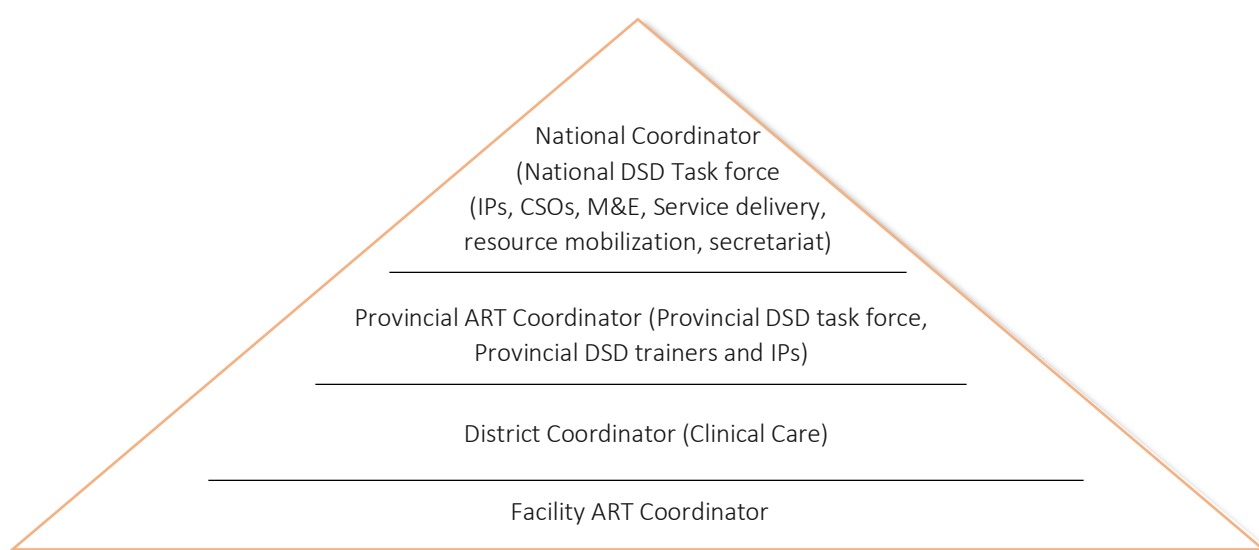 National Coordinator
(National DSD Task force
(IPs, CSOs, M&E, Service delivery,
resource mobilization, secretariat)
Provincial ART Coordinator (Provincial DSD task force,
Provincial DSD trainers and IPs)
District Coordinator (Clinical Care)
Facility ART Coordinator